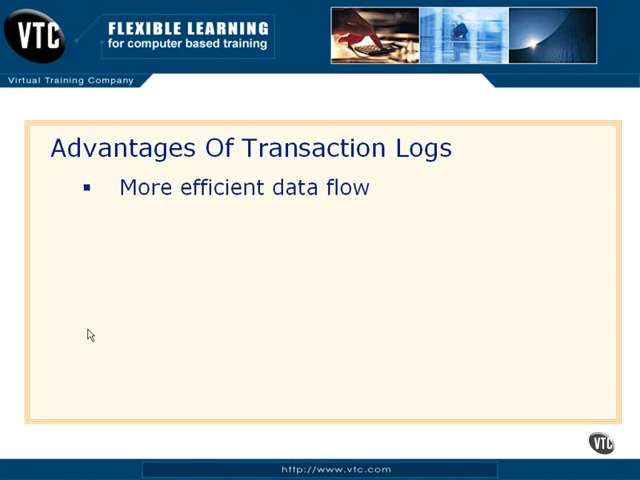 VTC
FLEXIBLE LEARNING
for computer based training
Virtual Training Company
Advantages Of Transaction Logs
▪ More efficient data flow
VTC
http://www.vtc.com